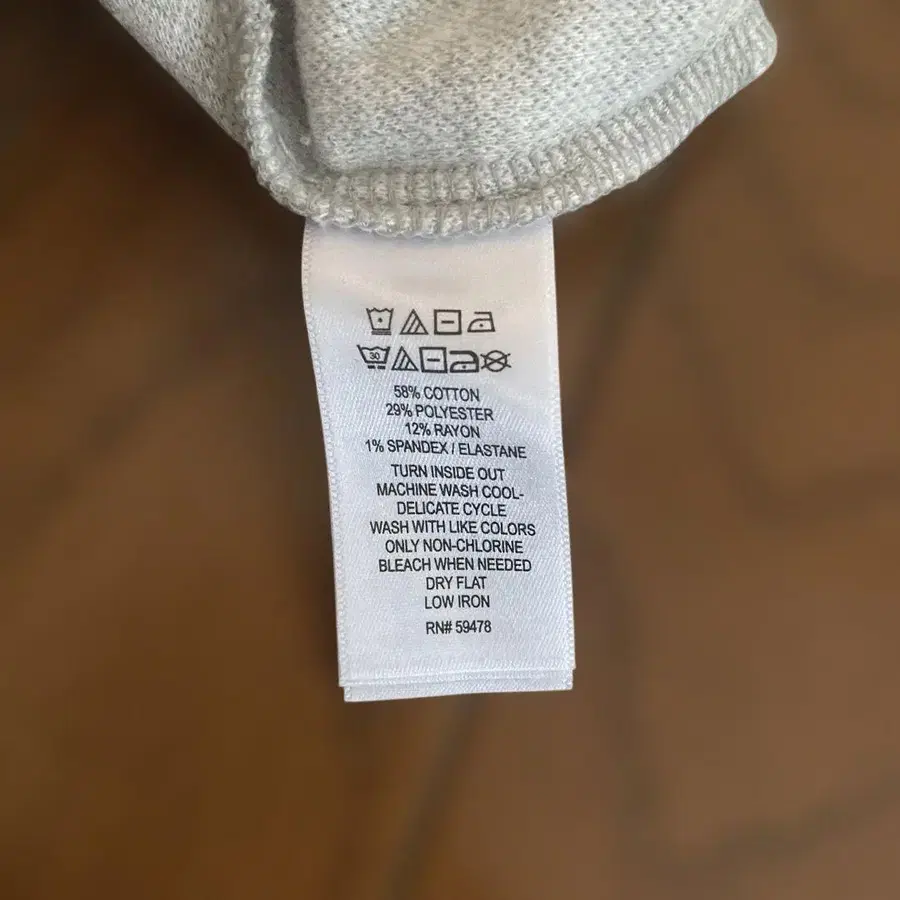 30
58% COTTON
29% POLYESTER
12% RAYON
1% SPANDEX / ELASTANE
TURN INSIDE OUT
MACHINE WASH COOL-
DELICATE CYCLE
WASH WITH LIKE COLORS
ONLY NON-CHLORINE
BLEACH WHEN NEEDED
DRY FLAT
LOW IRON
RN# 59478